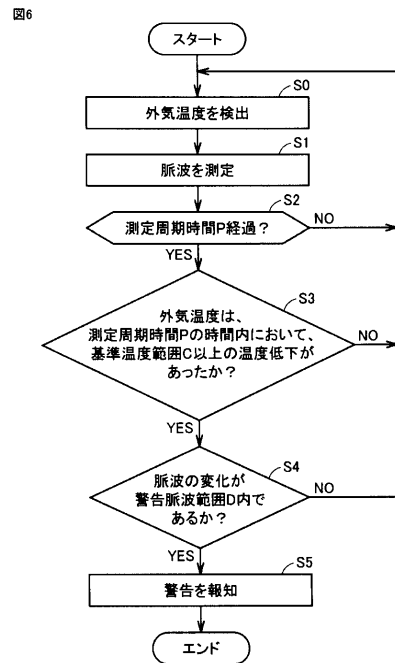 図6
スタート
S0
外気温度を検出
S1
脈波を測定
S2
測定周期時間P経過？
NO
YES
S3
外気温度は、
測定周期時間Pの時間内において、
基準温度範囲C以上の温度低下が
あったか？
NO
YES
S4
脈波の変化が
警告脈波範囲D内で
あるか？
NO
YES
S5
警告を報知
エンド